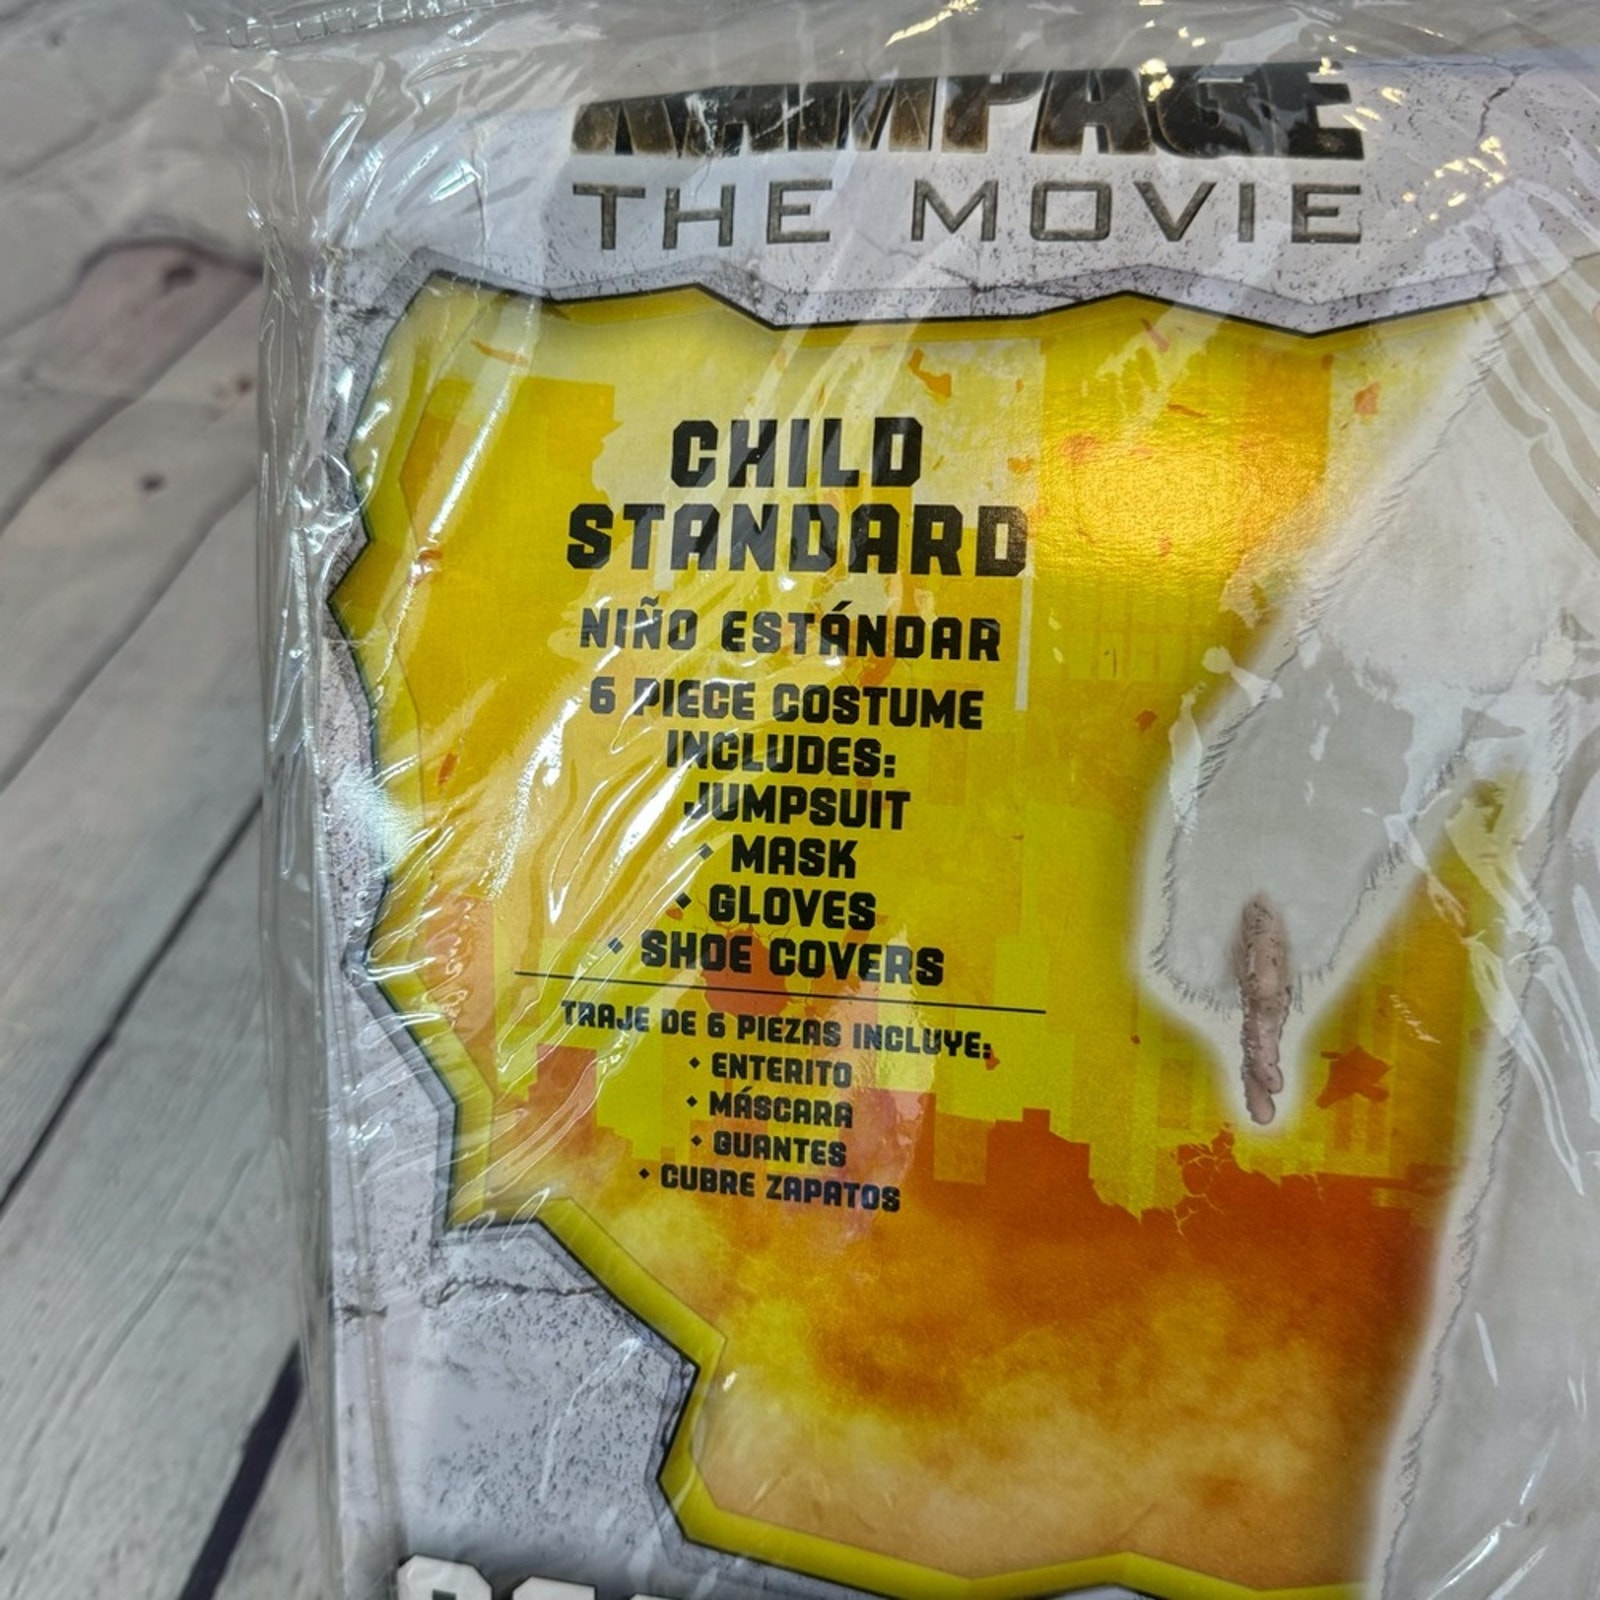 RAMPAGE
THE MOVIE
CHILD
STANDARD
NIÑO ESTÁNDAR
6 PIECE COSTUME
INCLUDES:
JUMPSUIT
• MASK
• GLOVES
• SHOE COVERS
TRAJE DE 6 PIEZAS INCLUYE:
• ENTERITO
• MÁSCARA
• GUANTES
• CUBRE ZAPATOS